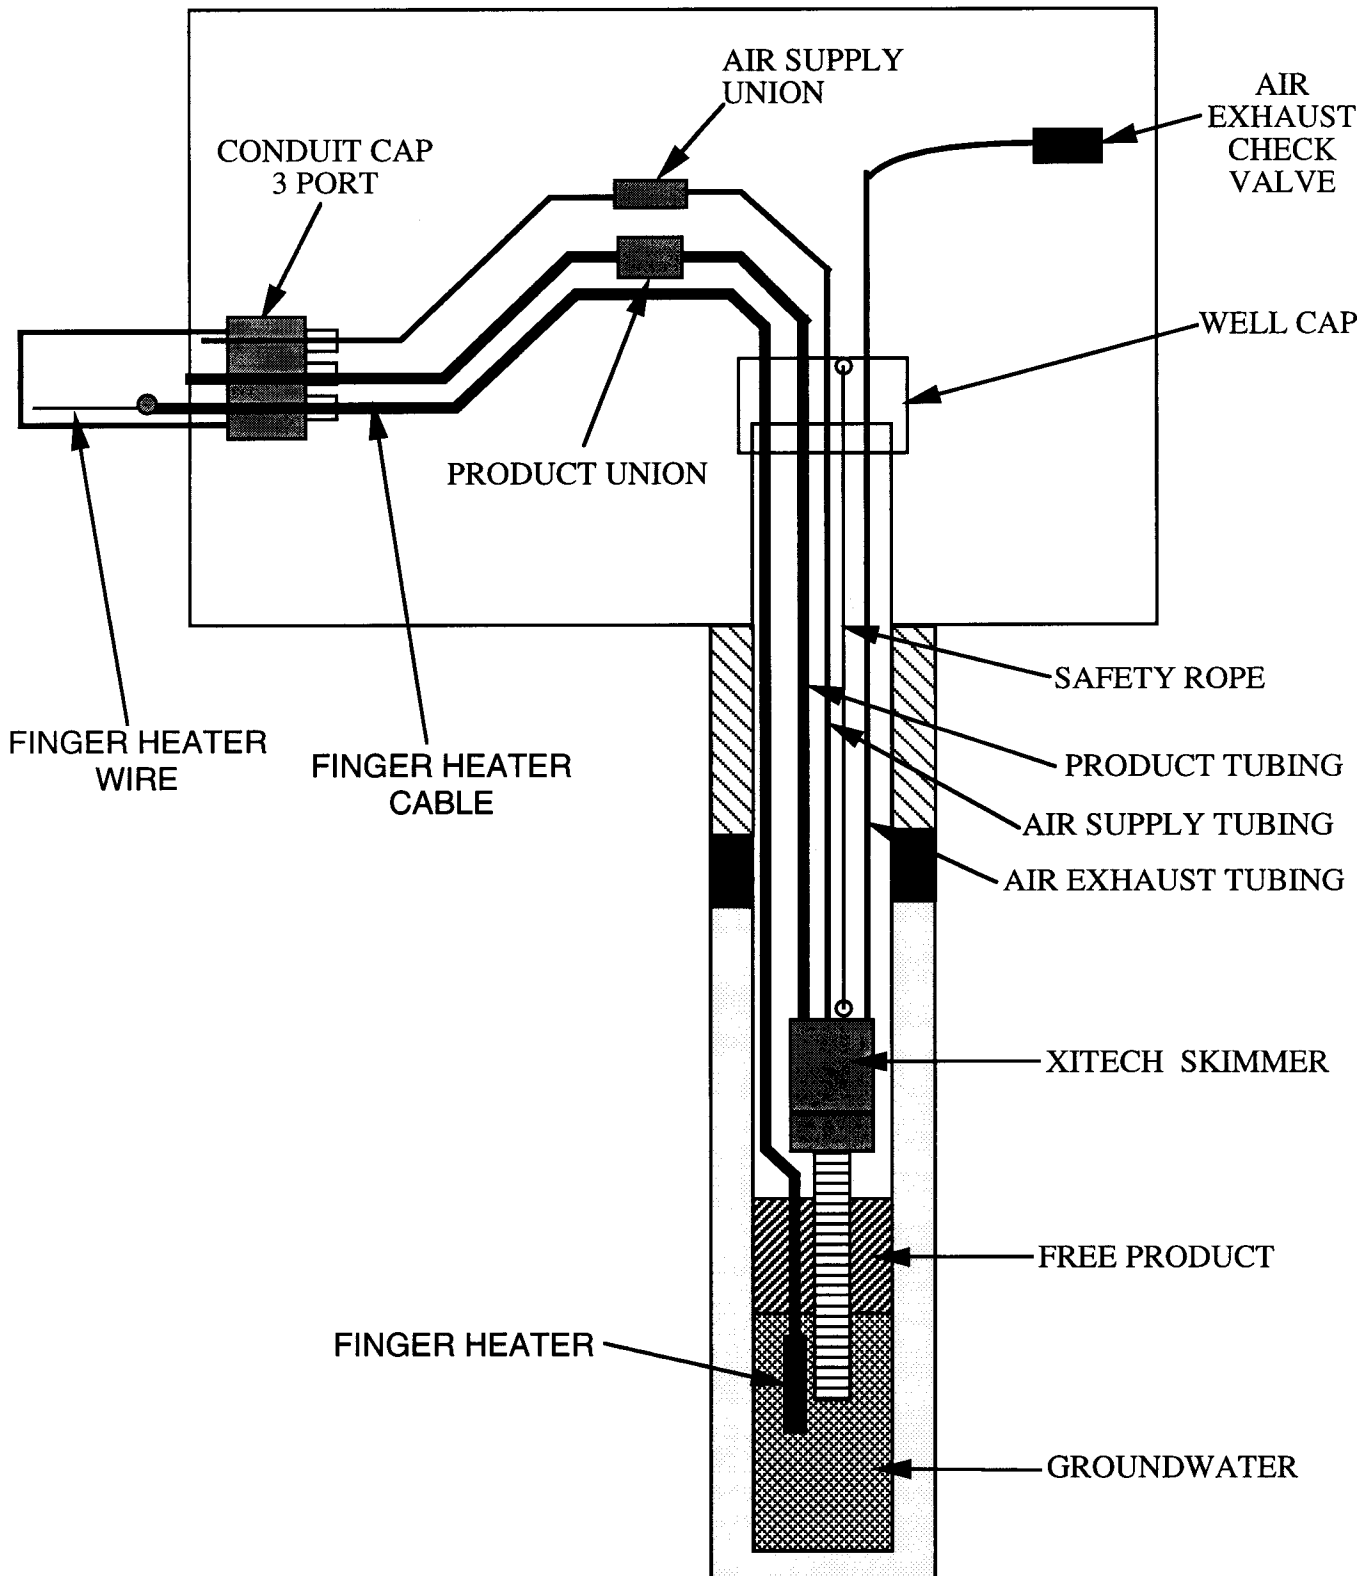 AIR SUPPLY
UNION
AIR
EXHAUST
CHECK
VALVE
CONDUIT CAP
3 PORT
WELL CAP
PRODUCT UNION
SAFETY ROPE
FINGER HEATER
WIRE
FINGER HEATER
CABLE
PRODUCT TUBING
AIR SUPPLY TUBING
AIR EXHAUST TUBING
XITECH SKIMMER
FREE PRODUCT
FINGER HEATER
GROUNDWATER